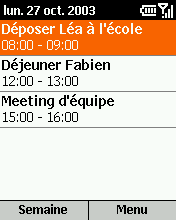 lun. 27 oct. 2003
Déposer Léa à l'école
08:00 - 09:00
Déjeuner Fabien
12:00 - 13:00
Meeting d'équipe
15:00 - 16:00
Semaine Menu